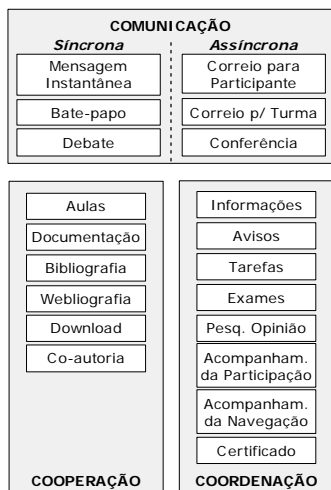 COMUNICAÇÃO
Síncrona
Mensagem
Instantânea
Bate-papo
Debate
Assíncrona
Correio para
Participante
Correio p/ Turma
Conferência
Aulas
Documentação
Bibliografia
Webliografia
Download
Co-autoria
COOPERAÇÃO
Informações
Avisos
Tarefas
Exames
Pesq. Opinião
Acompanham.
da Participação
Acompanham.
da Navegação
Certificado
COORDENAÇÃO